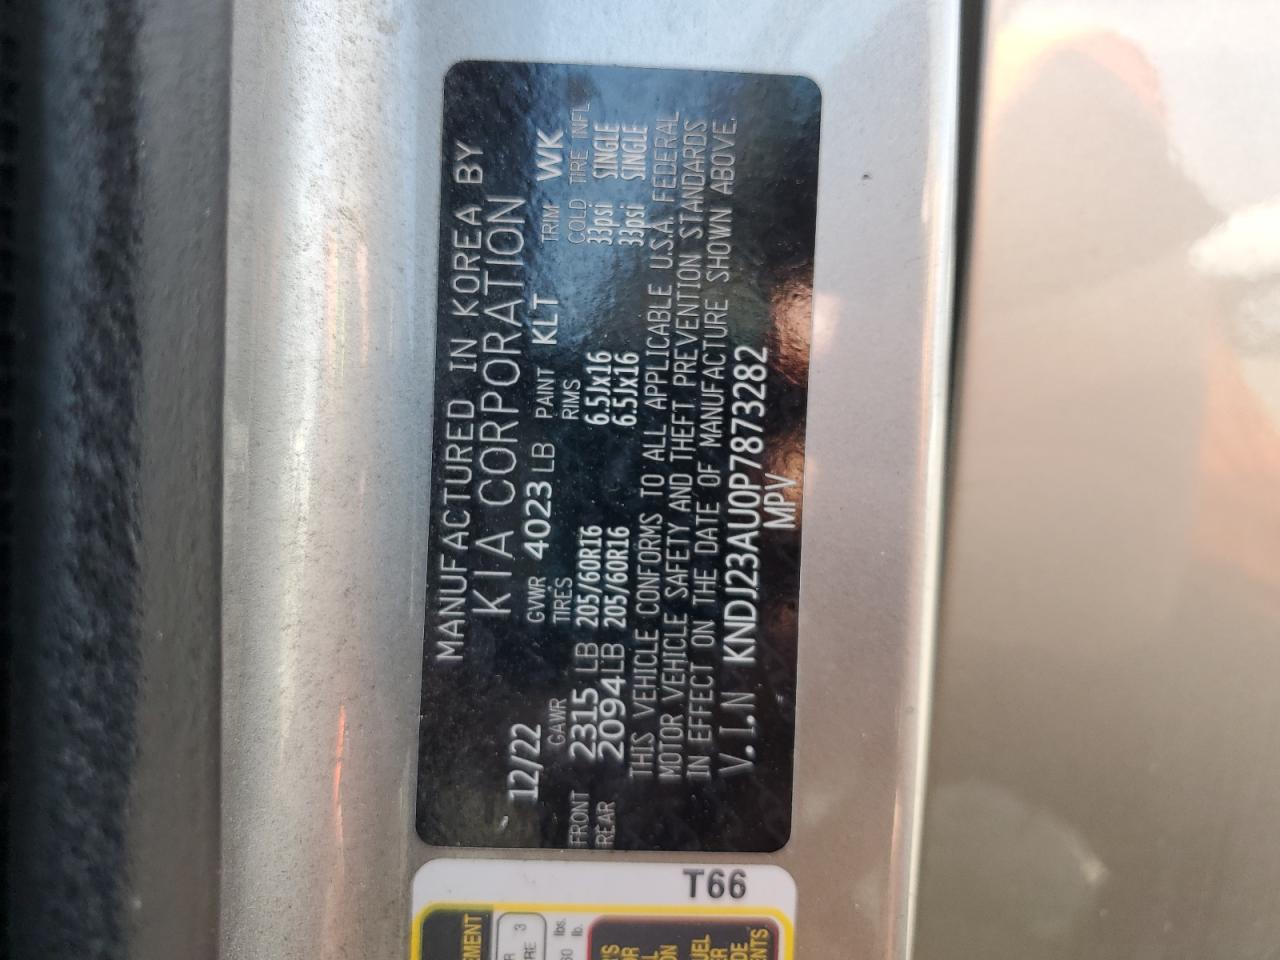 MANUFACTURED IN KOREA BY
KIA CORPORATION
12/22 GVWR 4023 LB PAINT KLT TRIM WK
GAWR TIRES RIMS COLD TIRE INFL
FRONT 2315 LB 205/60R16 6.5Jx16 33psi SINGLE
REAR 2094LB 205/60R16 6.5Jx16 33psi SINGLE
THIS VEHICLE CONFORMS TO ALL APPLICABLE U.S.A. FEDERAL
MOTOR VEHICLE SAFETY AND THEFT PREVENTION STANDARDS
IN EFFECT ON THE DATE OF MANUFACTURE SHOWN ABOVE.
V.I.N KNDJ23AU0P7873282
MPV
T66